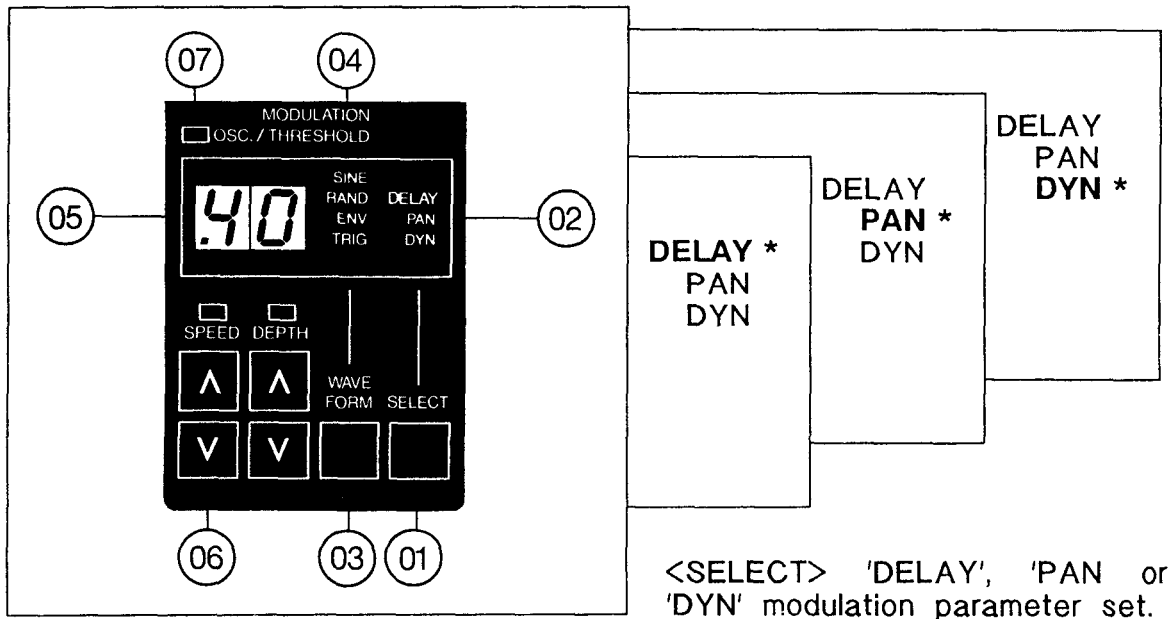 07
04
MODULATION
OSC. / THRESHOLD
05
.40
SINE
RAND DELAY
ENV PAN
TRIG DYN
02
SPEED DEPTH
WAVE
FORM SELECT
06
03
01
DELAY *
PAN
DYN
DELAY
PAN *
DYN
DELAY
PAN
DYN *
<SELECT> 'DELAY', 'PAN or
'DYN' modulation parameter set.